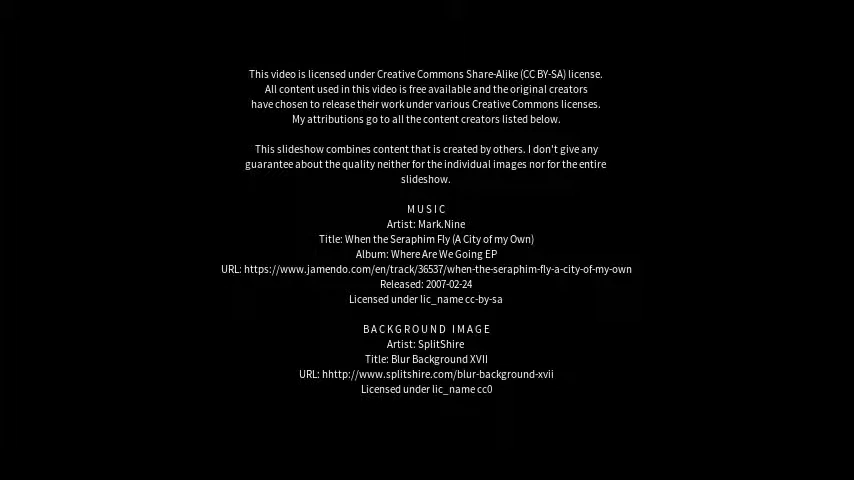 This video is licensed under Creative Commons Share-Alike (CC BY-SA) license.
All content used in this video is free available and the original creators
have chosen to release their work under various Creative Commons licenses.
My attributions go to all the content creators listed below.
This slideshow combines content that is created by others. I don't give any
guarantee about the quality neither for the individual images nor for the entire
slideshow.
MUSIC
Artist: Mark.Nine
Title: When the Seraphim Fly (A City of my Own)
Album: Where Are We Going EP
URL: https://www.jamendo.com/en/track/36537/when-the-seraphim-fly-a-city-of-my-own
Released: 2007-02-24
Licensed under lic_name cc-by-sa
BACKGROUND IMAGE
Artist: SplitShire
Title: Blur Background XVII
URL: hhttp://www.splitshire.com/blur-background-xvii
Licensed under lic_name cc0